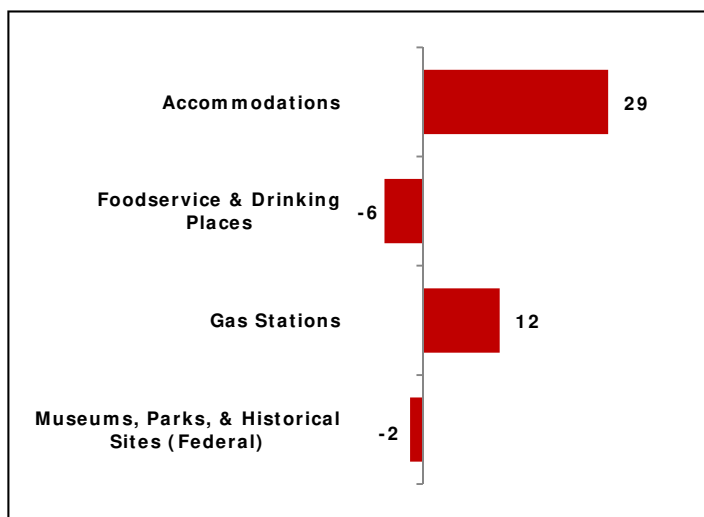 Accommodations
29
Foodservice & Drinking
Places
-6
Gas Stations
12
Museums, Parks, & Historical
Sites (Federal)
-2